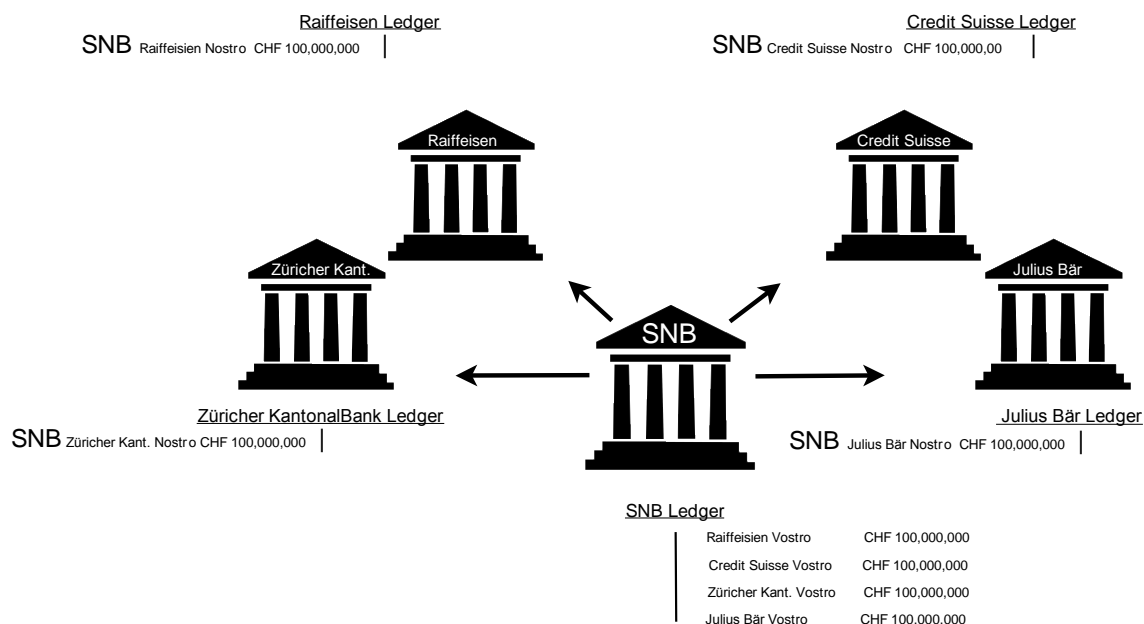 Raiffeisen Ledger
SNB Raiffeisien Nostro CHF 100,000,000
Credit Suisse Ledger
SNB Credit Suisse Nostro CHF 100,000,00
Raiffeisen
Credit Suisse
Züricher Kant.
Julius Bär
SNB
Züricher KantonalBank Ledger
SNB Züricher Kant. Nostro CHF 100,000,000
Julius Bär Ledger
SNB Julius Bär Nostro CHF 100,000,000
SNB Ledger
Raiffeisien Vostro CHF 100,000,000
Credit Suisse Vostro CHF 100,000,000
Züricher Kant. Vostro CHF 100,000,000
Julius Bär Vostro CHF 100,000,000